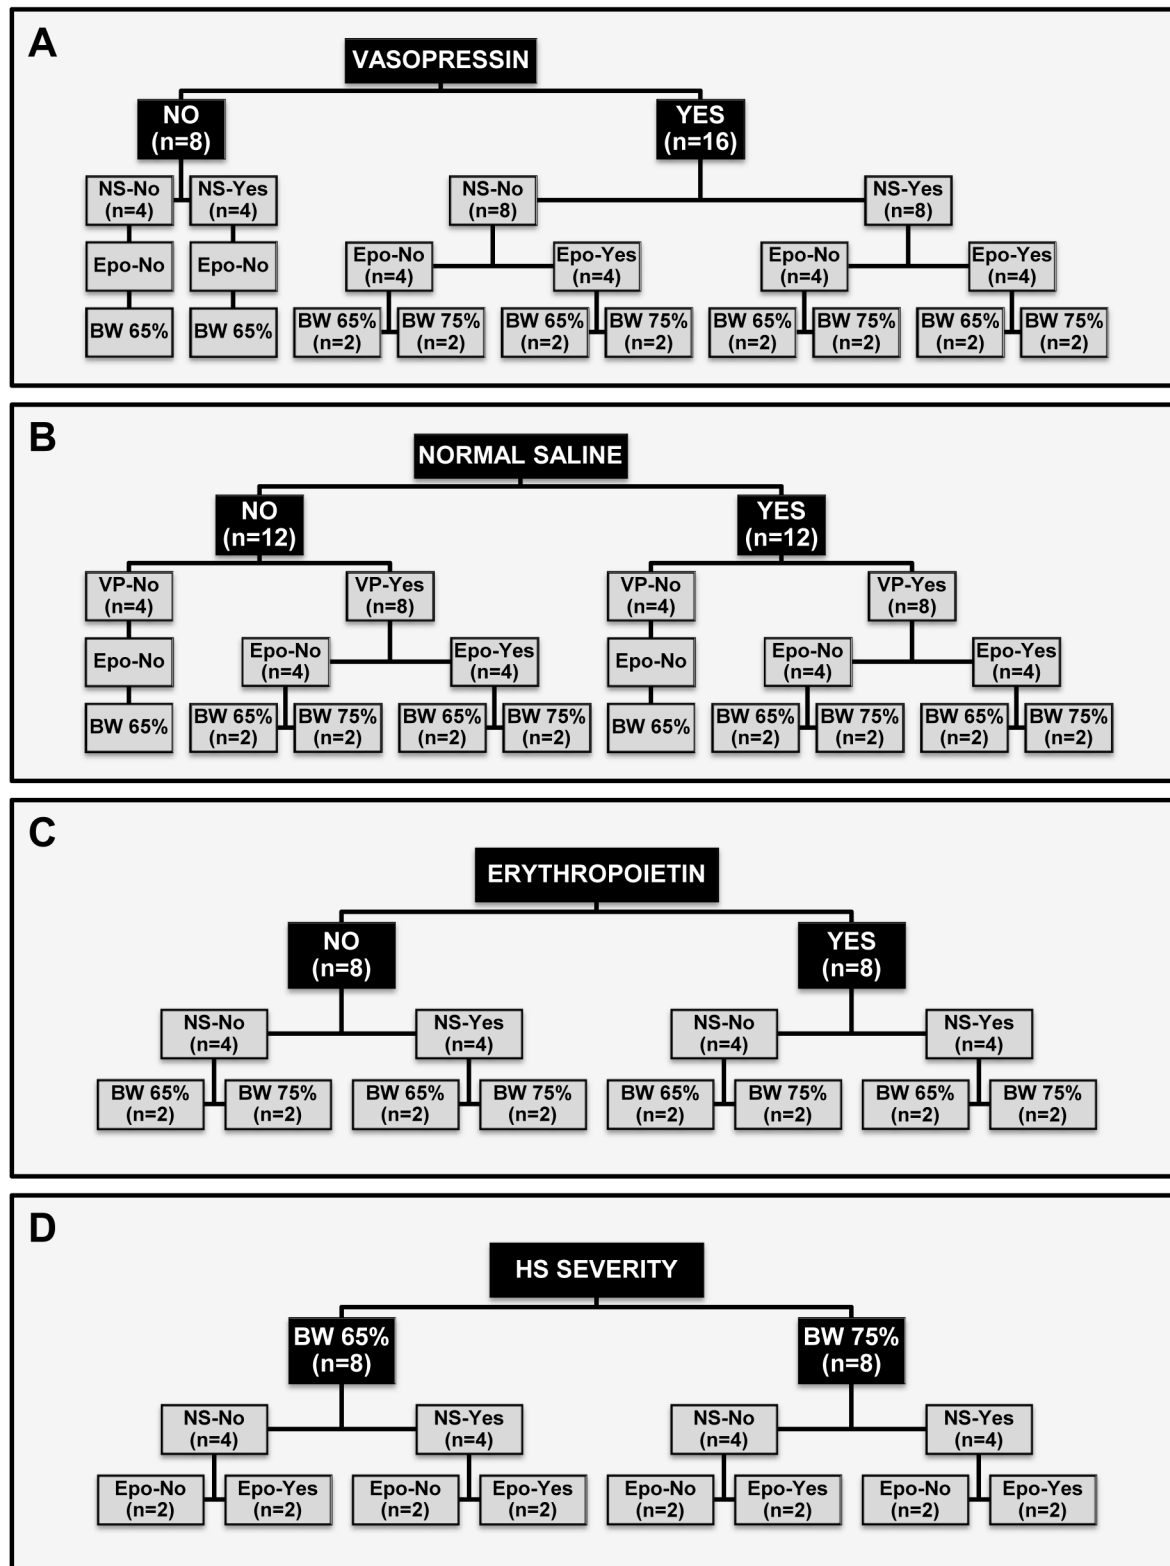 A
VASOPRESSIN
NO
(n=8)
YES
(n=16)
NS-No
(n=4)
NS-Yes
(n=4)
NS-No
(n=8)
NS-Yes
(n=8)
Epo-No
Epo-No
Epo-No
(n=4)
Epo-Yes
(n=4)
Epo-No
(n=4)
Epo-Yes
(n=4)
BW 65%
BW 65%
BW 65%
(n=2)
BW 75%
(n=2)
BW 65%
(n=2)
BW 75%
(n=2)
BW 65%
(n=2)
BW 75%
(n=2)
BW 65%
(n=2)
BW 75%
(n=2)
B
NORMAL SALINE
NO
(n=12)
YES
(n=12)
VP-No
(n=4)
VP-Yes
(n=8)
VP-No
(n=4)
VP-Yes
(n=8)
Epo-No
Epo-No
(n=4)
Epo-Yes
(n=4)
Epo-No
Epo-No
(n=4)
Epo-Yes
(n=4)
BW 65%
BW 65%
(n=2)
BW 75%
(n=2)
BW 65%
(n=2)
BW 75%
(n=2)
BW 65%
BW 65%
(n=2)
BW 75%
(n=2)
BW 65%
(n=2)
BW 75%
(n=2)
C
ERYTHROPOIETIN
NO
(n=8)
YES
(n=8)
NS-No
(n=4)
NS-Yes
(n=4)
NS-No
(n=4)
NS-Yes
(n=4)
BW 65%
(n=2)
BW 75%
(n=2)
BW 65%
(n=2)
BW 75%
(n=2)
BW 65%
(n=2)
BW 75%
(n=2)
BW 65%
(n=2)
BW 75%
(n=2)
D
HS SEVERITY
BW 65%
(n=8)
BW 75%
(n=8)
NS-No
(n=4)
NS-Yes
(n=4)
NS-No
(n=4)
NS-Yes
(n=4)
Epo-No
(n=2)
Epo-Yes
(n=2)
Epo-No
(n=2)
Epo-Yes
(n=2)
Epo-No
(n=2)
Epo-Yes
(n=2)
Epo-No
(n=2)
Epo-Yes
(n=2)